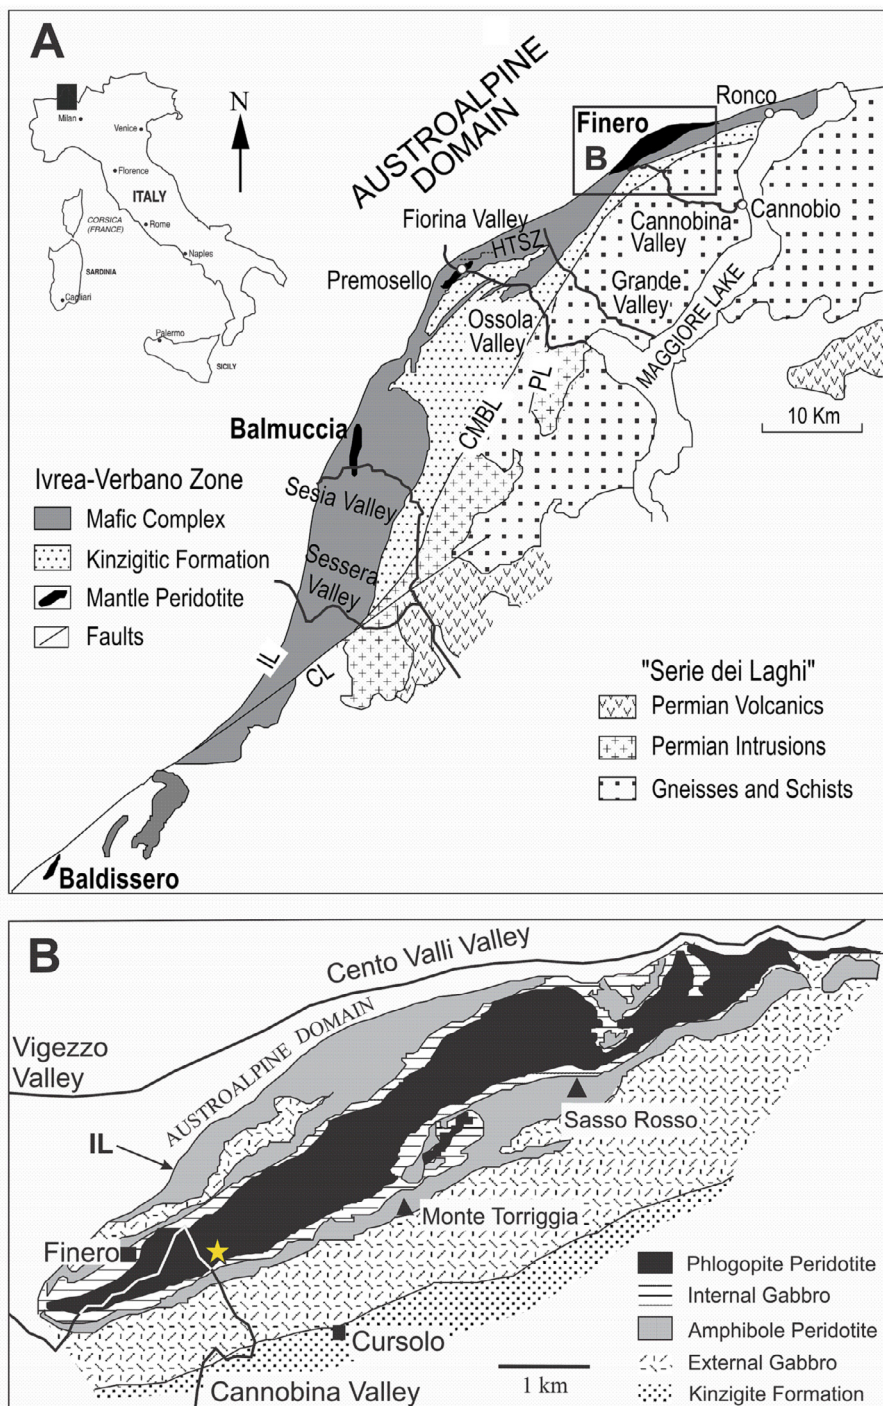 A
N
Milan
Venice
Florence
ITALY
CORSICA
(FRANCE)
Rome
Naples
SARDINIA
Cagliari
Palermo
SICILY
AUSTROALPINE
DOMAIN
Ronco
Finero
B
Cannobio
Cannobina
Valley
Fiorina Valley
HTSZ
Premosello
Grande
Valley
Ossola
Valley
MAGGIORE LAKE
PL
CMBL
10 Km
Balmuccia
Sesia Valley
Sessera
Valley
Ivrea-Verbano Zone
Mafic Complex
Kinzigitic Formation
Mantle Peridotite
Faults
IL
CL
"Serie dei Laghi"
Permian Volcanics
Permian Intrusions
Gneisses and Schists
Baldissero
B
Cento Valli Valley
Vigezzo
Valley
AUSTROALPINE DOMAIN
IL
Sasso Rosso
Monte Torriggia
Finero
Cursolo
Cannobina Valley
1 km
Phlogopite Peridotite
Internal Gabbro
Amphibole Peridotite
External Gabbro
Kinzigite Formation